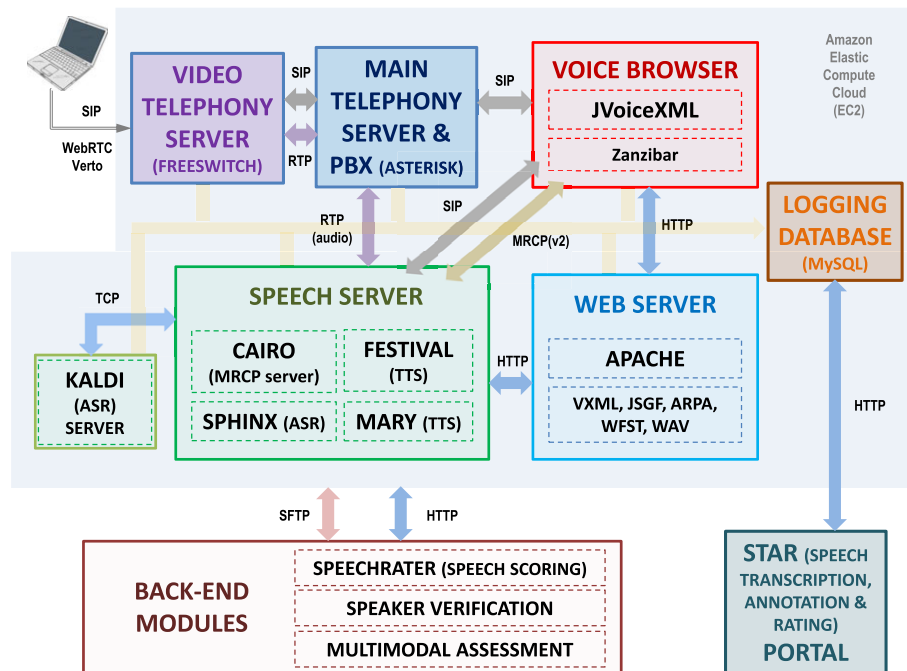 SIP
WebRTC
Verto
VIDEO
TELEPHONY
SERVER
(FREESWITCH)
SIP
RTP
MAIN
TELEPHONY
SERVER &
PBX (ASTERISK)
SIP
VOICE BROWSER
JVoiceXML
Zanzibar
Amazon
Elastic
Compute
Cloud
(EC2)
RTP
(audio)
SIP
MRCP(v2)
HTTP
LOGGING
DATABASE
(MySQL)
TCP
KALDI
(ASR)
SERVER
SPEECH SERVER
CAIRO
(MRCP server)
FESTIVAL
(TTS)
SPHINX (ASR)
MARY (TTS)
HTTP
WEB SERVER
APACHE
VXML, JSGF, ARPA,
WFST, WAV
HTTP
SFTP
HTTP
BACK-END
MODULES
SPEECHRATER (SPEECH SCORING)
SPEAKER VERIFICATION
MULTIMODAL ASSESSMENT
STAR (SPEECH
TRANSCRIPTION,
ANNOTATION &
RATING)
PORTAL